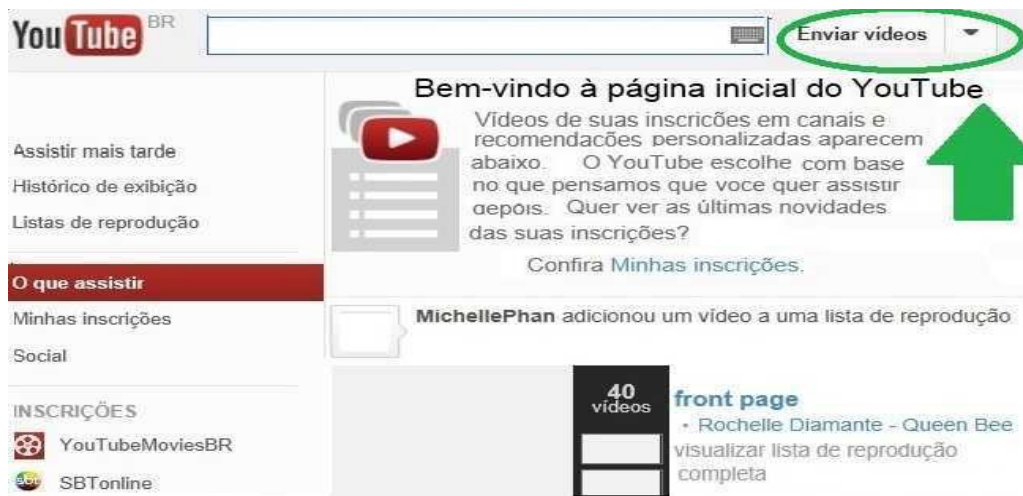 YouTube BR
Enviar vídeos
Assistir mais tarde
Histórico de exibição
Listas de reprodução
O que assistir
Minhas inscrições
Social
INSCRIÇÕES
YouTubeMoviesBR
SBTonline
Bem-vindo à página inicial do YouTube
Vídeos de suas inscricões em canais e
recomendacões personalizadas aparecem
abaixo. O YouTube escolhe com base
no que pensamos que voce quer assistir
depois. Quer ver as últimas novidades
das suas inscrições?
Confira Minhas inscrições.
MichellePhan adicionou um vídeo a uma lista de reprodução
40
vídeos
front page
• Rochelle Diamante - Queen Bee
visualizar lista de reprodução
completa